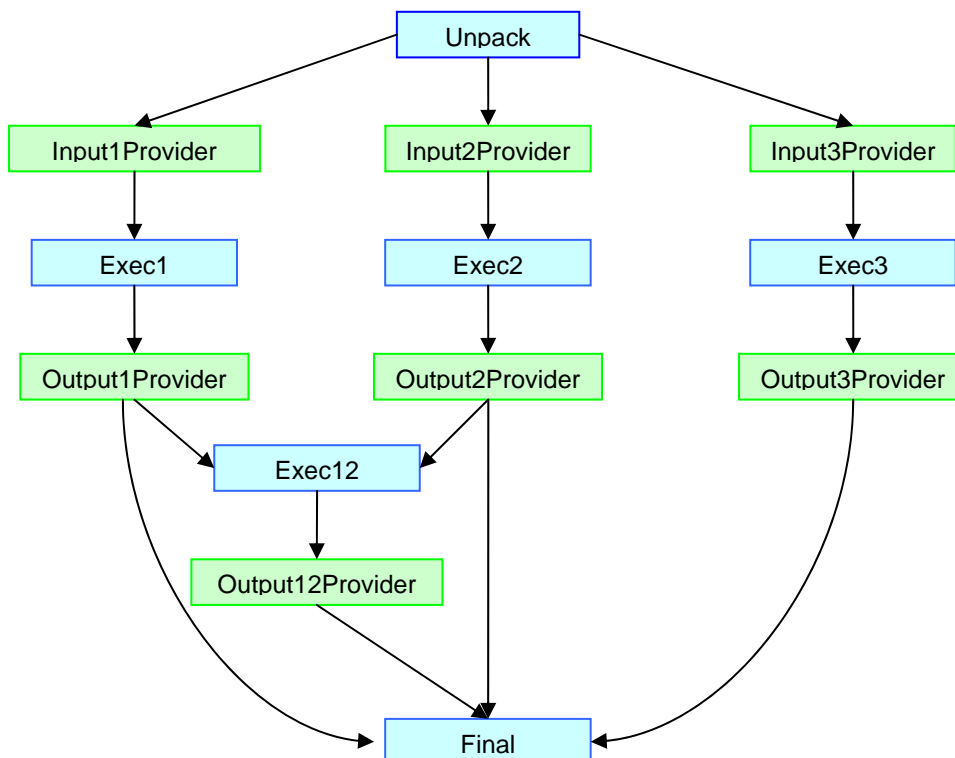 Unpack
Input1Provider
Input2Provider
Input3Provider
Exec1
Exec2
Exec3
Output1Provider
Output2Provider
Output3Provider
Exec12
Output12Provider
Final